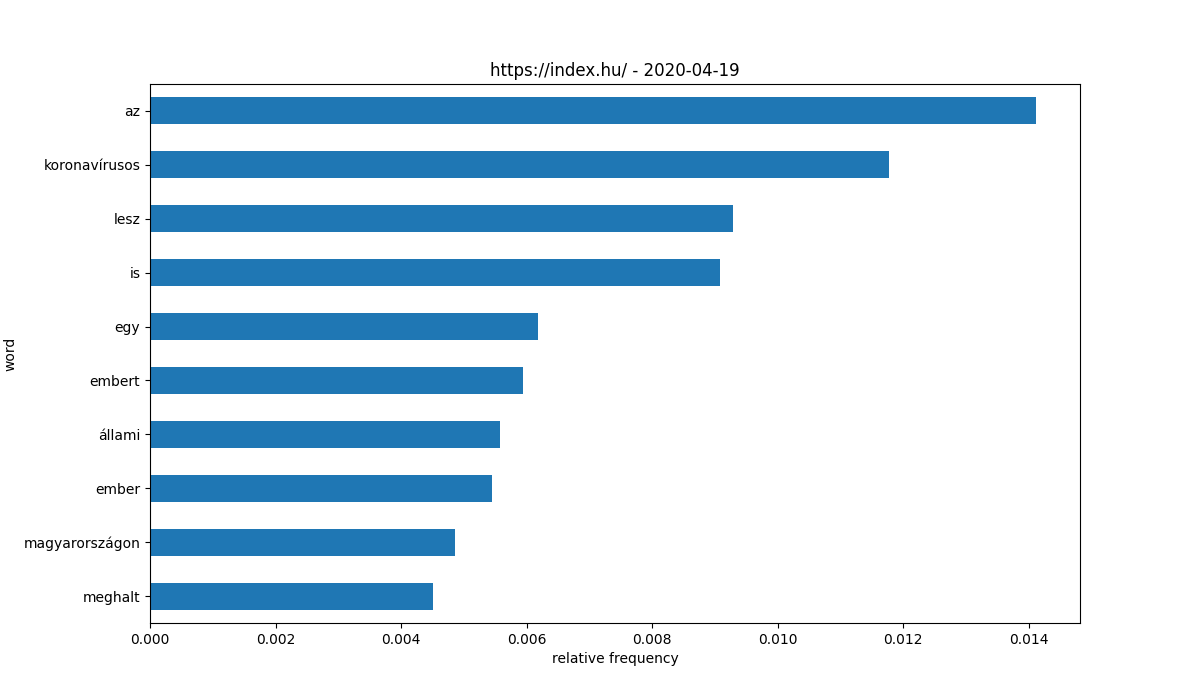 https://index.hu/ - 2020-04-19
az
koronavírusos
lesz
is
egy
embert
állami
ember
magyarországon
meghalt
word
0.000 0.002 0.004 0.006 0.008 0.010 0.012 0.014
relative frequency